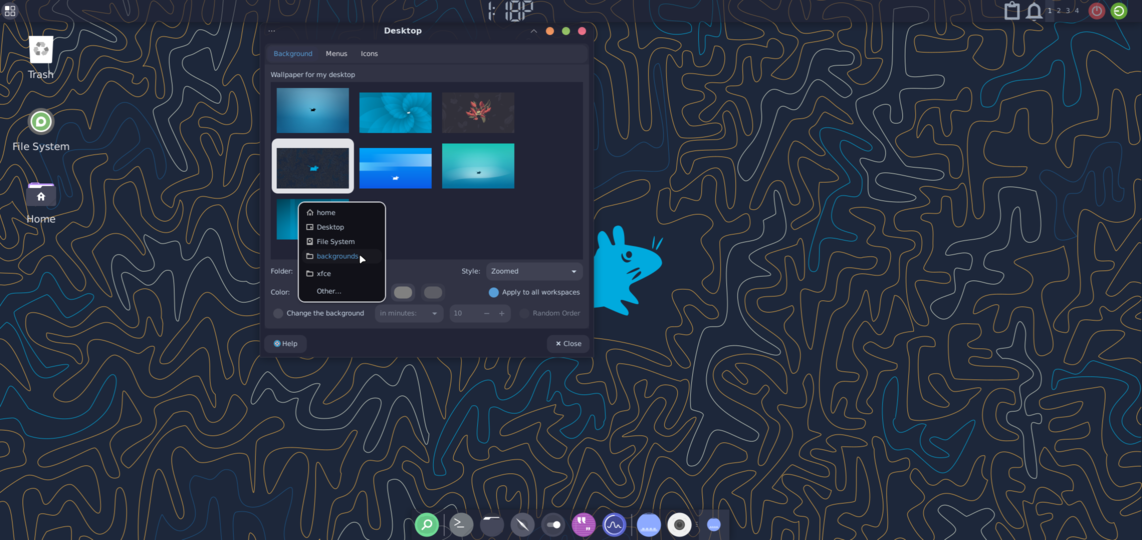 1:18P
1 2 3 4
Desktop
Trash
File System
Home
Background Menus Icons
Wallpaper for my desktop
home
Desktop
File System
backgrounds
xfce
Other...
Folder:
Style: Zoomed
Color:
Apply to all workspaces
Change the background in minutes: 10 − + Random Order
Help
Close